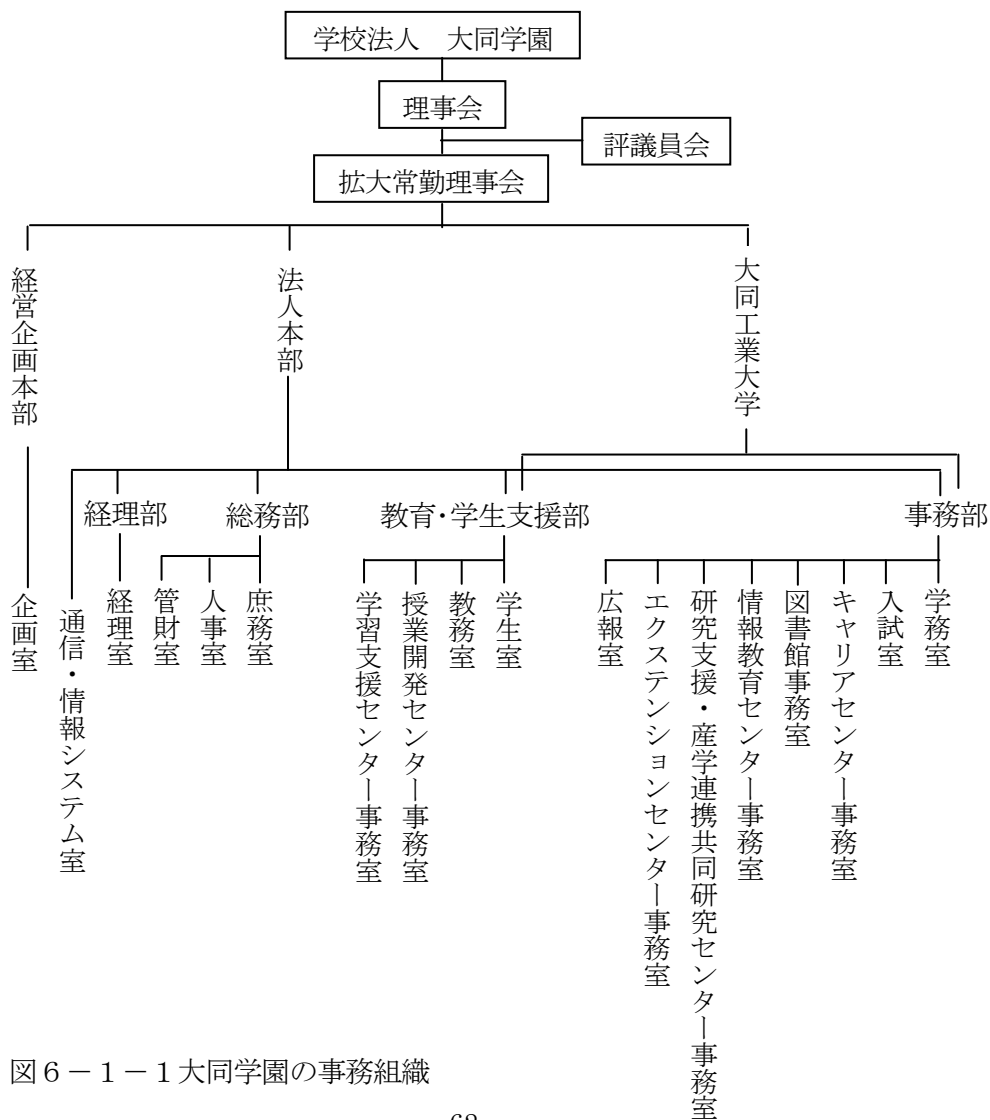 学校法人　大同学園
理事会
評議員会
拡大常勤理事会
経営企画本部
法人本部
大同工業大学
経理部
総務部
教育・学生支援部
事務部
企画室
通信・情報システム室
経理室
管財室
人事室
庶務室
学習支援センター事務室
授業開発センター事務室
教務室
学生室
広報室
エクステンションセンター事務室
研究支援・産学連携共同研究センター事務室
情報教育センター事務室
図書館事務室
キャリアセンター事務室
入試室
学務室
図６－１－１大同学園の事務組織